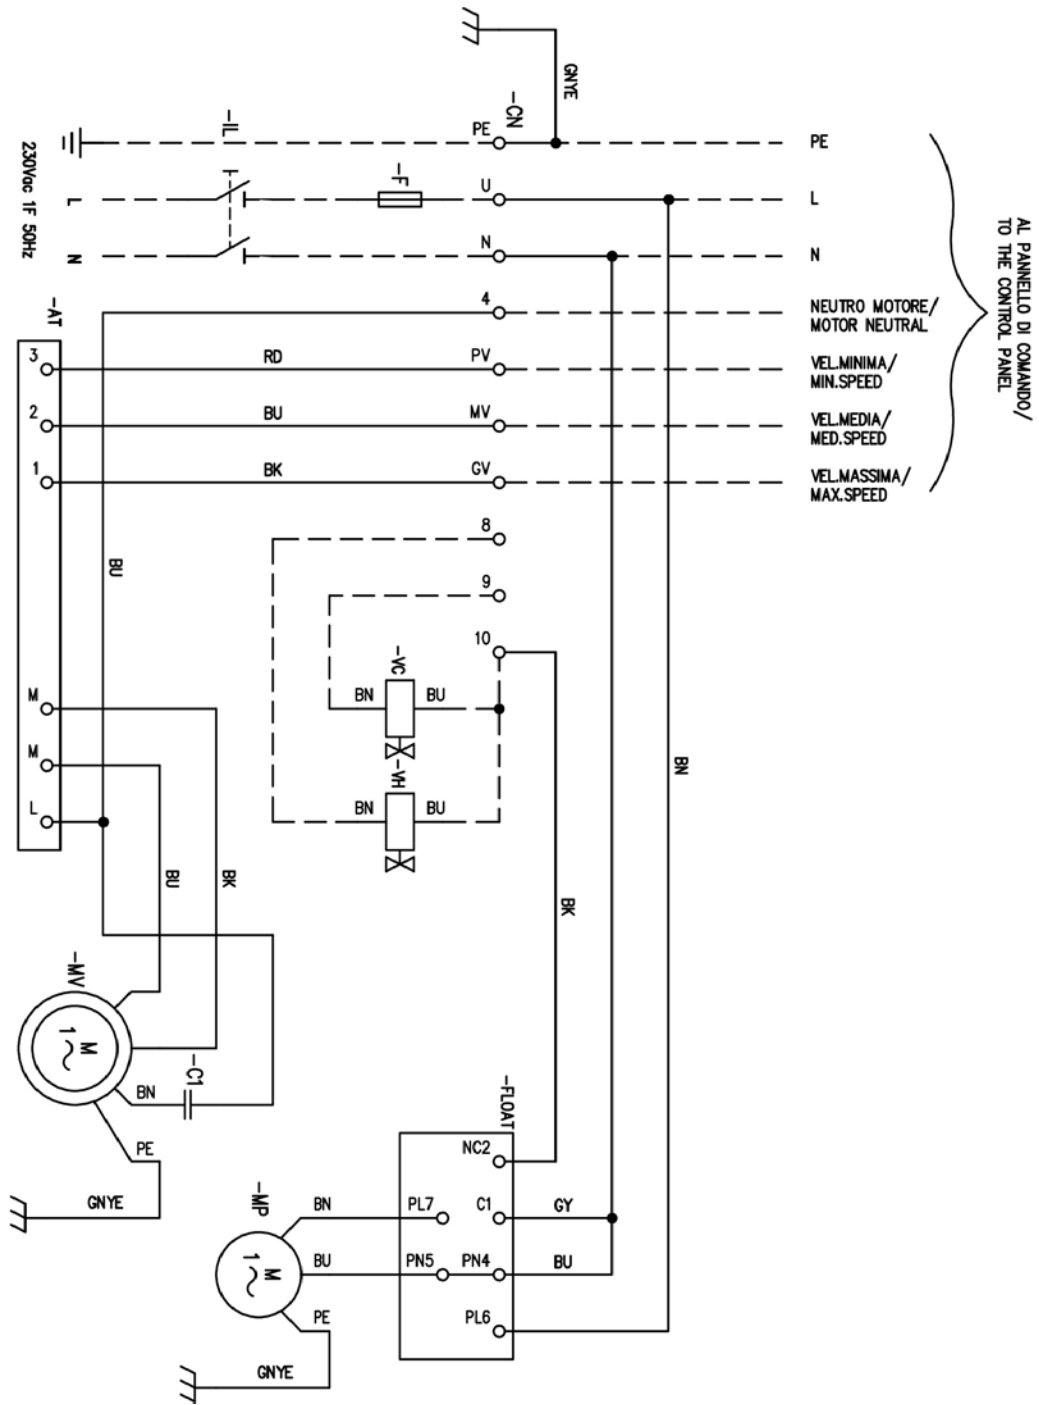 GNYE
-CN
-IL
PE
PE
-F
U
L
L
230Vac 1F 50Hz
N
N
N
AL PANNELLO DI COMANDO/
TO THE CONTROL PANEL
-AT
4
NEUTRO MOTORE/
MOTOR NEUTRAL
3
RD
PV
VEL.MINIMA/
MIN.SPEED
2
BU
MV
VEL.MEDIA/
MED.SPEED
1
BK
GV
VEL.MASSIMA/
MAX.SPEED
8
BU
9
10
-VC
M
BN
BU
M
BN
-VH
L
BN
BU
BU
BK
BK
-MV
M
1
-C1
BN
-FLOAT
PE
NC2
GNYE
-MP
BN
PL7
C1
GY
M
1
BU
PN5
PN4
BU
PE
PL6
GNYE